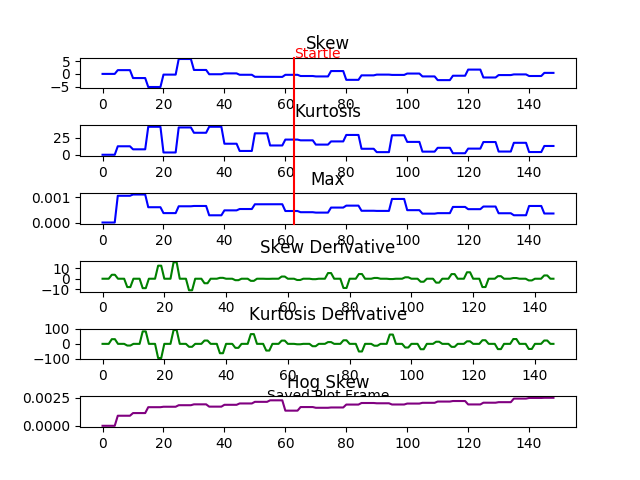 Skew
Startle
5
0
−5
0 20 40 60 80 100 120 140
Kurtosis
25
0
0 20 40 60 80 100 120 140
Max
0.001
0.000
0 20 40 60 80 100 120 140
Skew Derivative
10
0
−10
0 20 40 60 80 100 120 140
Kurtosis Derivative
100
0
−100
0 20 40 60 80 100 120 140
Hog Skew
Saved Plot Frame
0.0025
0.0000
0 20 40 60 80 100 120 140